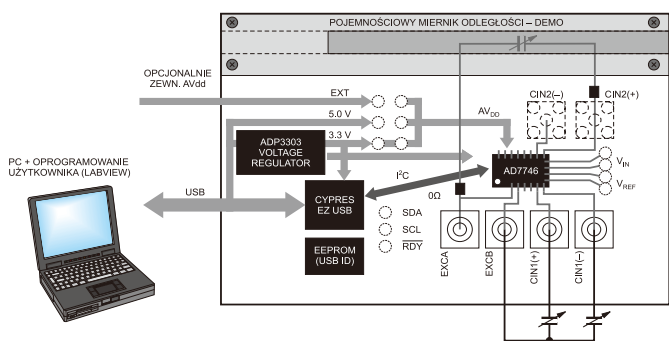 POJEMNOŚCIOWY MIERNIK ODLEGŁOŚCI – DEMO
OPCJONALNIE
ZEWN. AVdd
EXT
5.0 V
3.3 V
AVDD
CIN2(–)
CIN2(+)
ADP3303
VOLTAGE
REGULATOR
PC + OPROGRAMOWANIE
UŻYTKOWNIKA (LABVIEW)
USB
I²C
AD7746
VIN
VREF
CYPRES
EZ USB
0Ω
SDA
SCL
RDY
EEPROM
(USB ID)
EXCA
EXCB
CIN1(+)
CIN1(–)